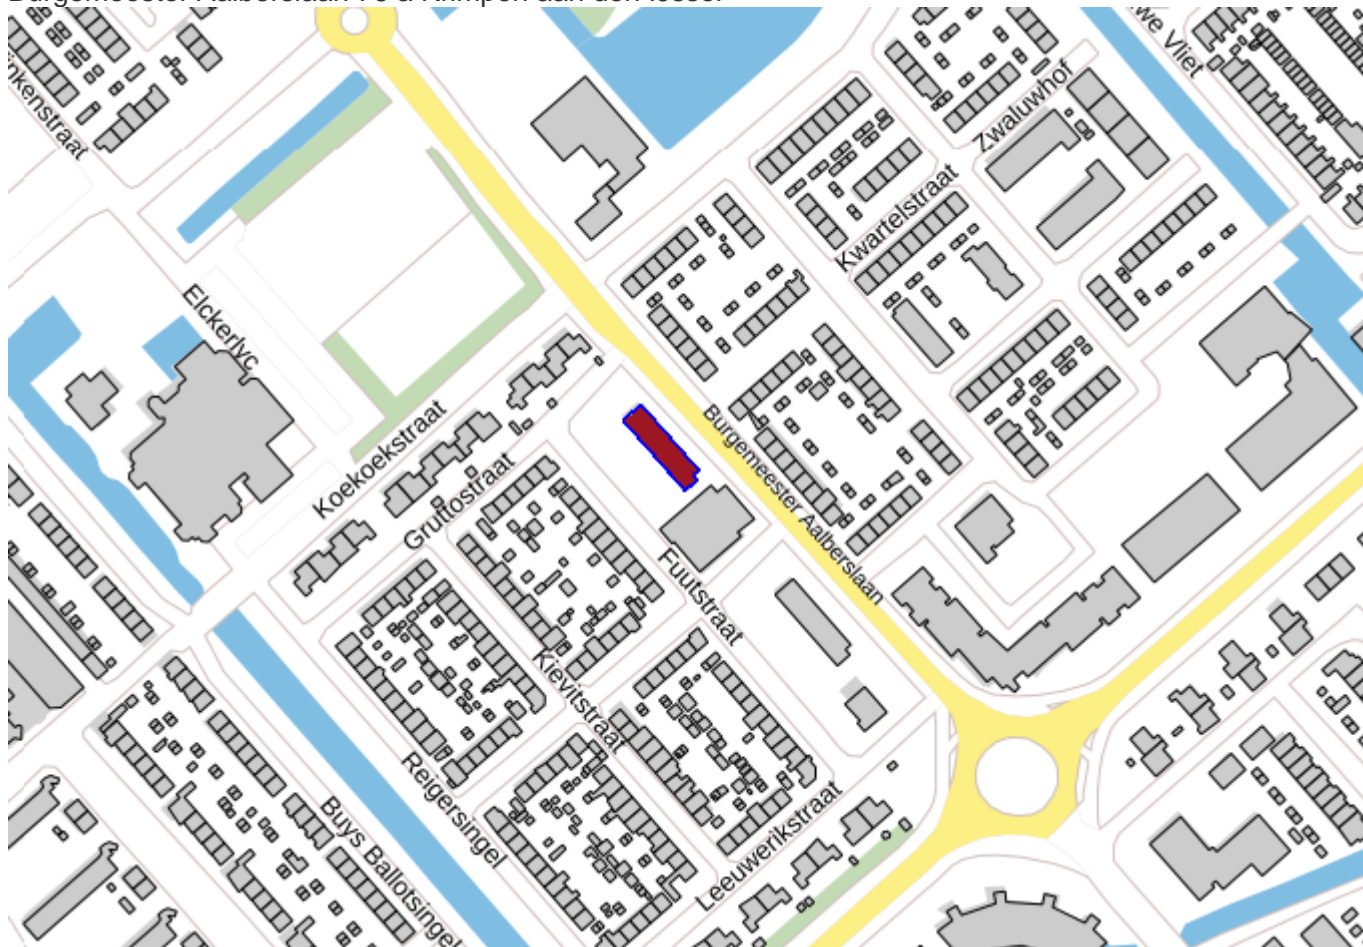 Zwaluwhof
Kwartelstraat
Elckerlyc
Koekoekstraat
Gruttostraat
Burgemeester Aalberslaan
Fuutstraat
Kievitstraat
Reigersingel
Buys Ballotsingel
Leeuwerikstraat